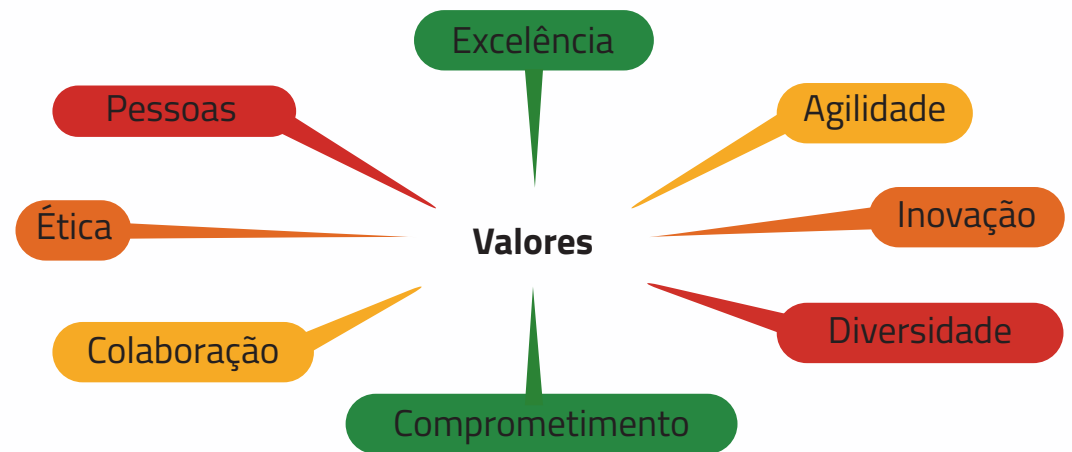 Excelência
Pessoas
Agilidade
Ética
Inovação
Valores
Colaboração
Diversidade
Comprometimento